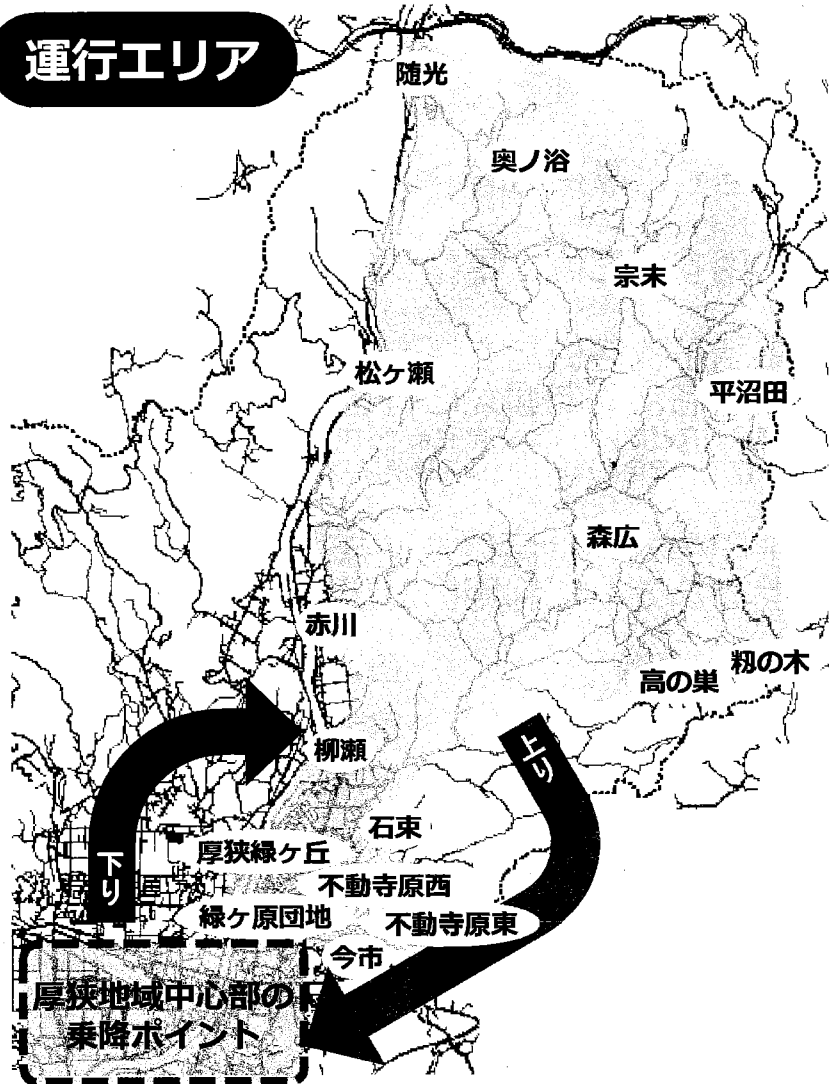 運行エリア
随光
奥ノ浴
宗末
松ヶ瀬
平沼田
森広
赤川
籾の木
高の巣
柳瀬
上り
石束
下り
厚狭緑ヶ丘
不動寺原西
緑ヶ原団地
不動寺原東
今市
厚狭地域中心部の
乗降ポイント